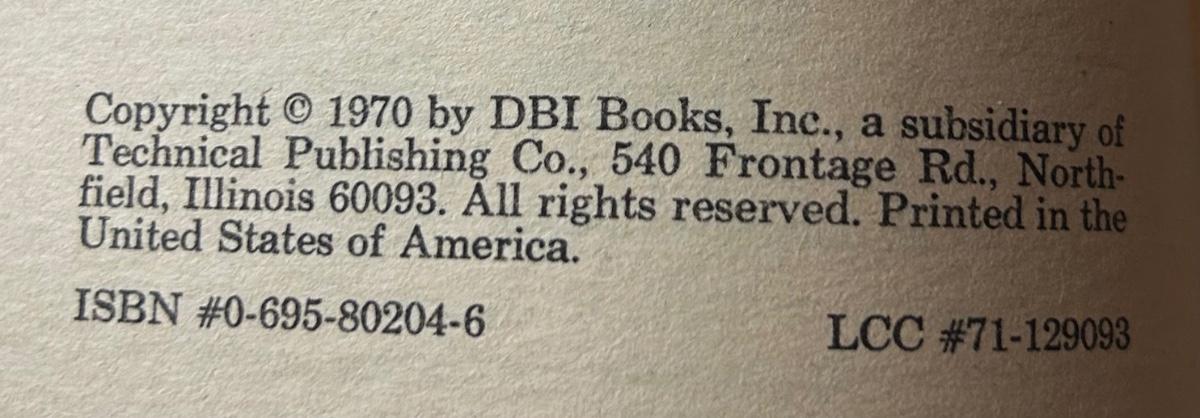 Copyright © 1970 by DBI Books, Inc., a subsidiary of
Technical Publishing Co., 540 Frontage Rd., North-
field, Illinois 60093. All rights reserved. Printed in the
United States of America.
ISBN #0-695-80204-6 LCC #71-129093